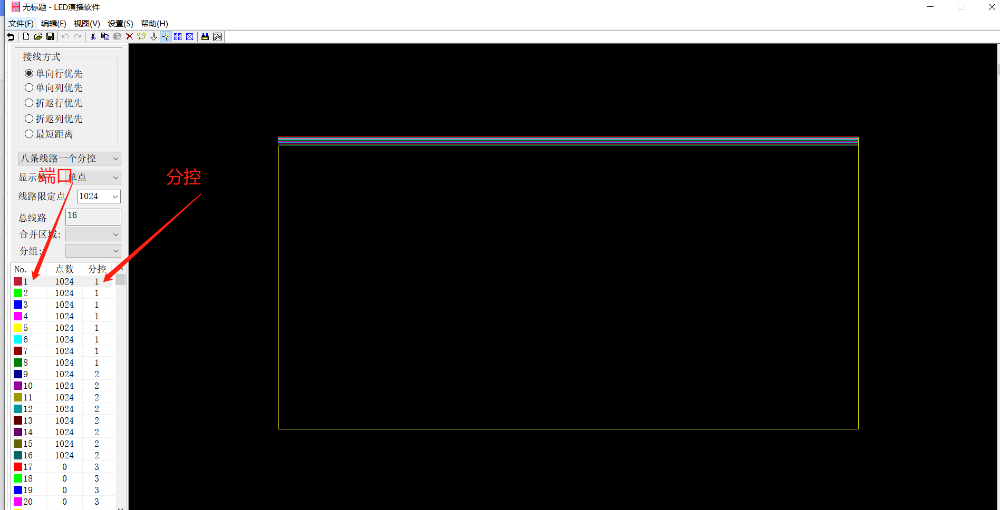 无标题 - LED演播软件
文件(F) 编辑(E) 视图(V) 设置(S) 帮助(H)
接线方式
单向行优先
单向列优先
折返行优先
折返列优先
最短距离
八条线路一个分控
显示模 单点
端口
分控
线路限定点 1024
总线路 16
合并区域:
分组:
No. 点数 分控
1 1024 1
2 1024 1
3 1024 1
4 1024 1
5 1024 1
6 1024 1
7 1024 1
8 1024 1
9 1024 2
10 1024 2
11 1024 2
12 1024 2
13 1024 2
14 1024 2
15 1024 2
16 1024 2
17 0 3
18 0 3
19 0 3
20 0 3